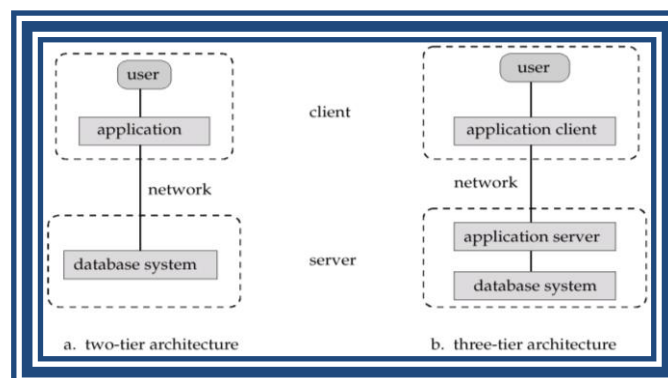 user
application
network
database system
a. two-tier architecture
client
server
user
application client
network
application server
database system
b. three-tier architecture